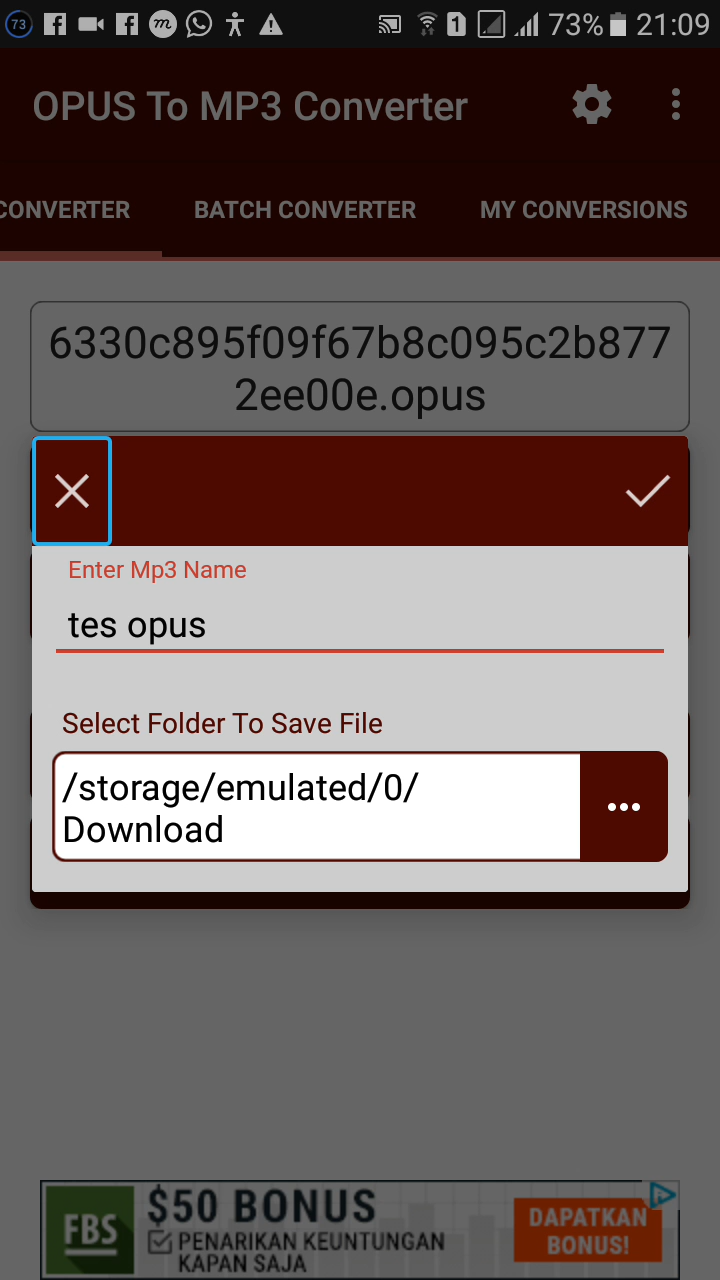 73
1
73%
21:09
OPUS To MP3 Converter
CONVERTER
BATCH CONVERTER
MY CONVERSIONS
6330c895f09f67b8c095c2b877
2ee00e.opus
Enter Mp3 Name
tes opus
Select Folder To Save File
/storage/emulated/0/
Download
FBS
$50 BONUS
PENARIKAN KEUNTUNGAN
KAPAN SAJA
DAPATKAN
BONUS!